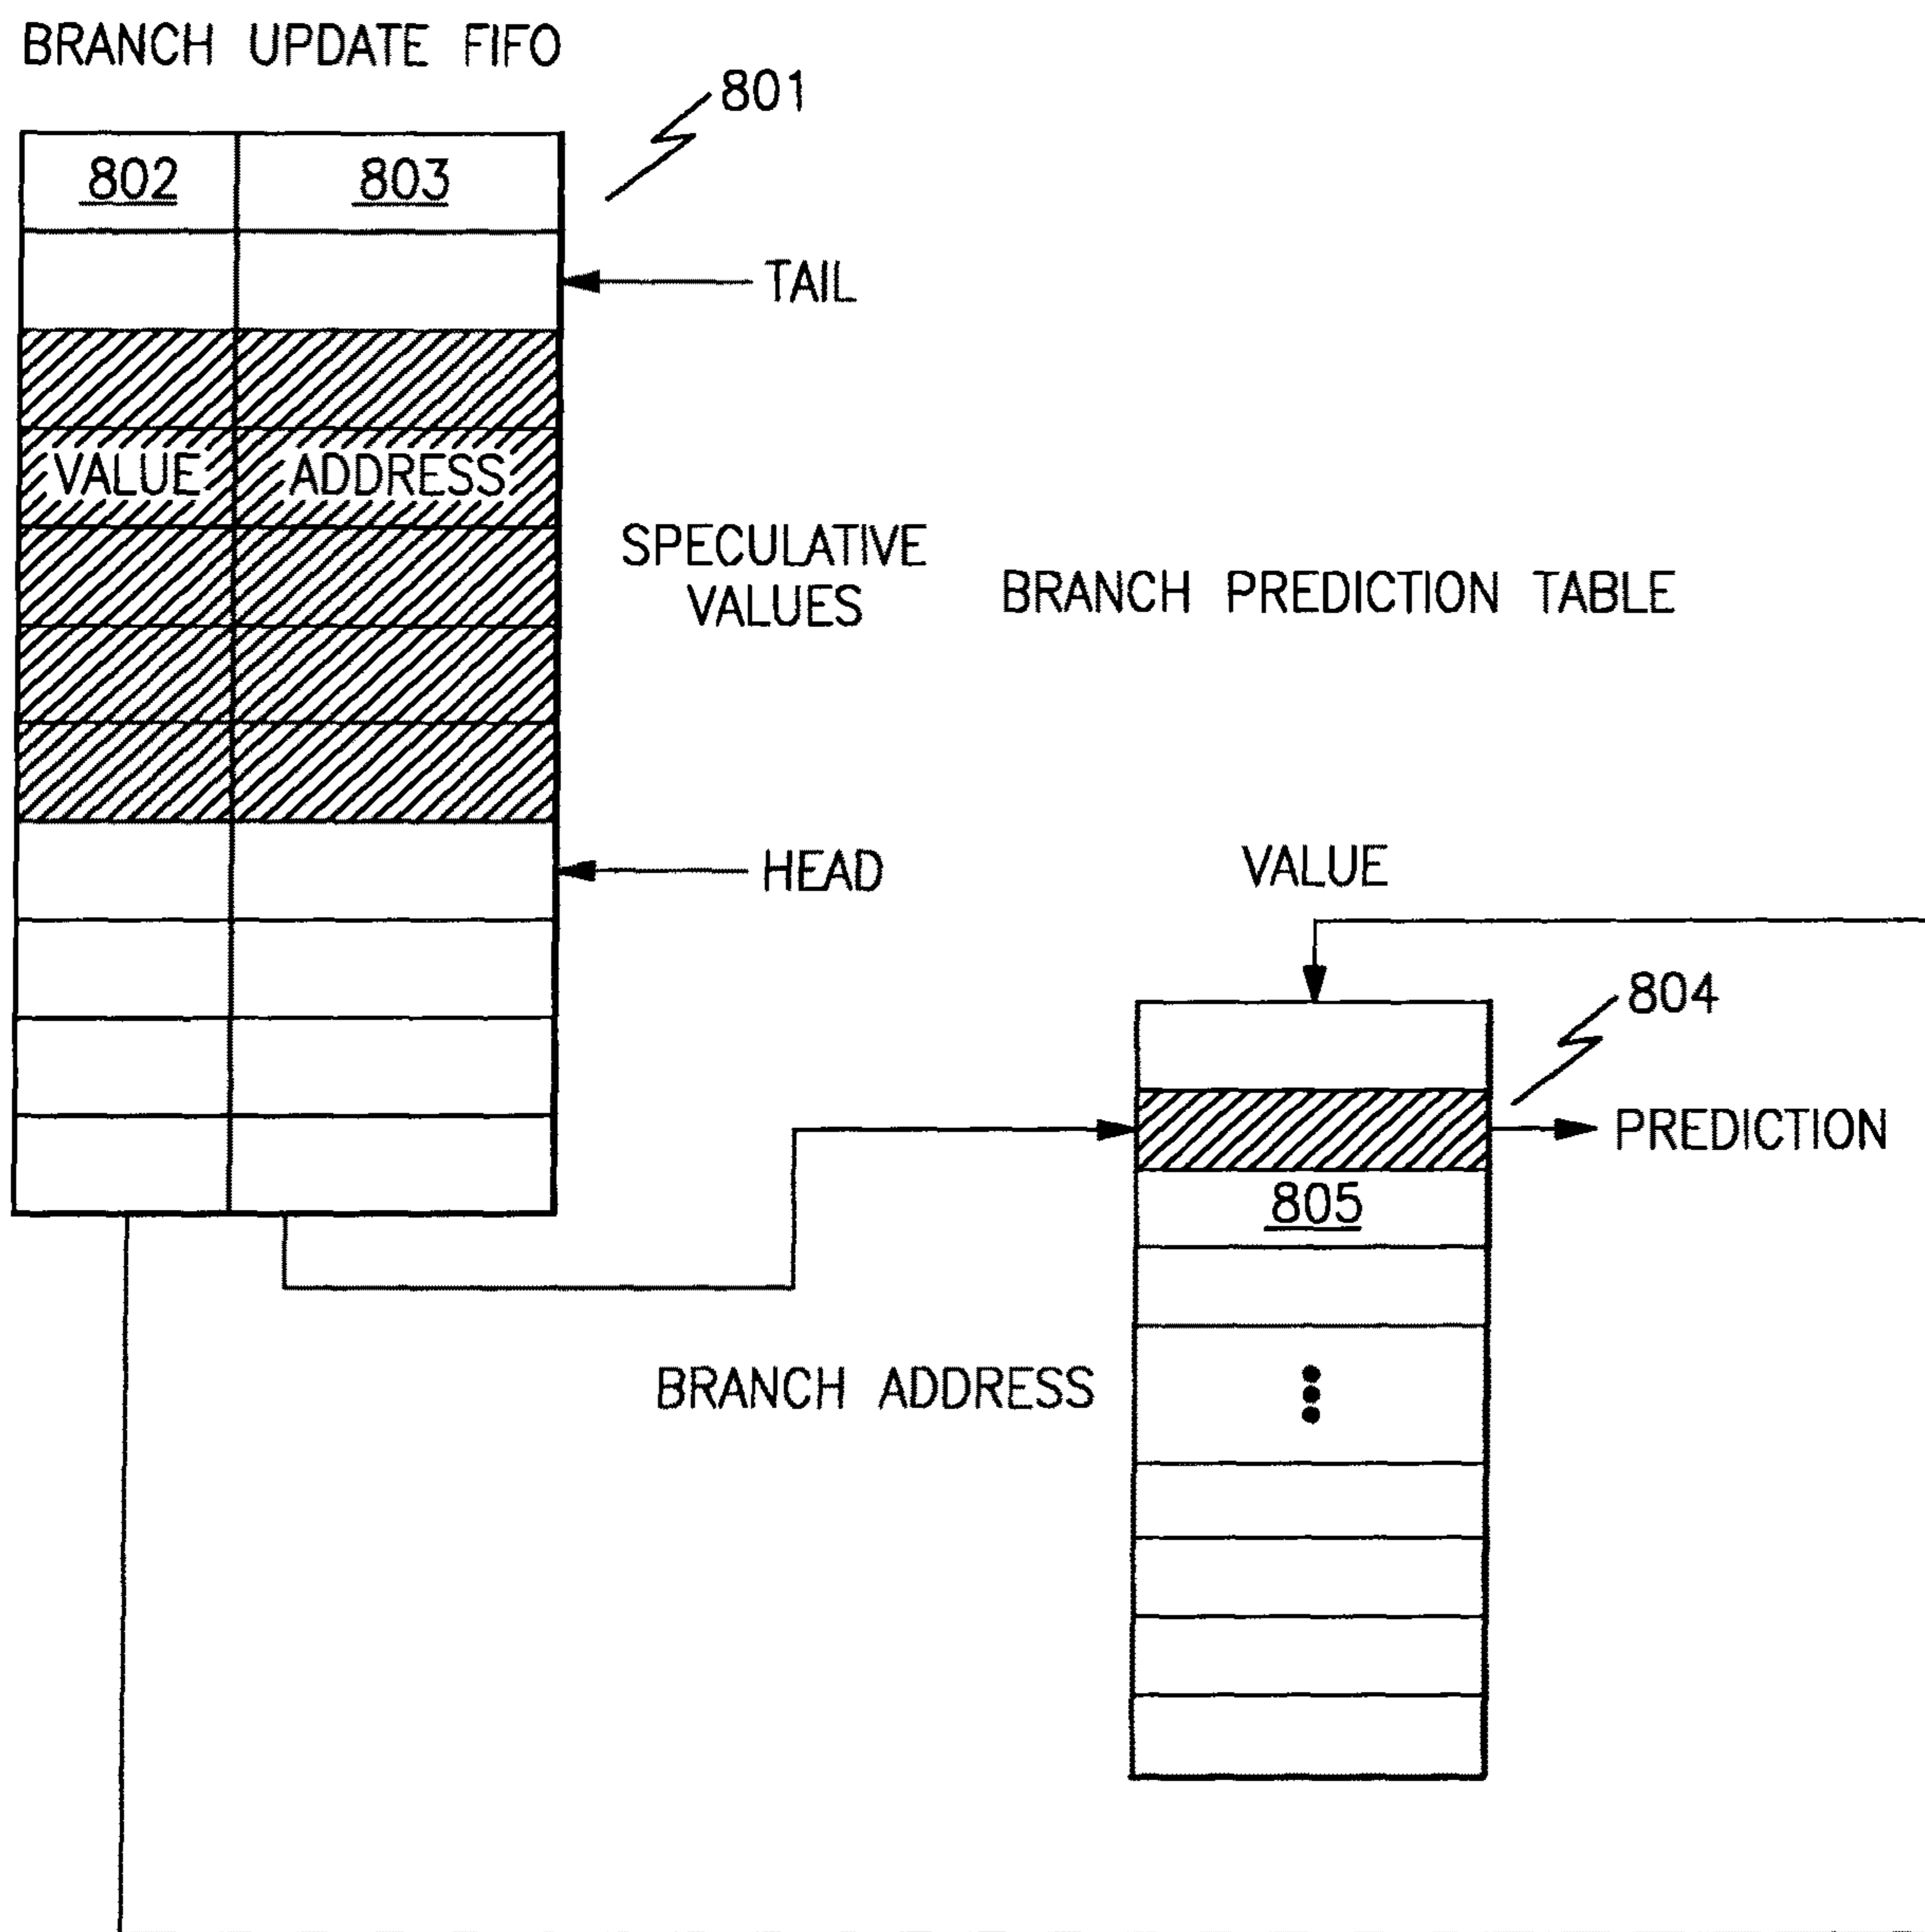 BRANCH UPDATE FIFO
801
802 803
TAIL
VALUE ADDRESS
SPECULATIVE
VALUES
BRANCH PREDICTION TABLE
HEAD
VALUE
804
PREDICTION
805
BRANCH ADDRESS